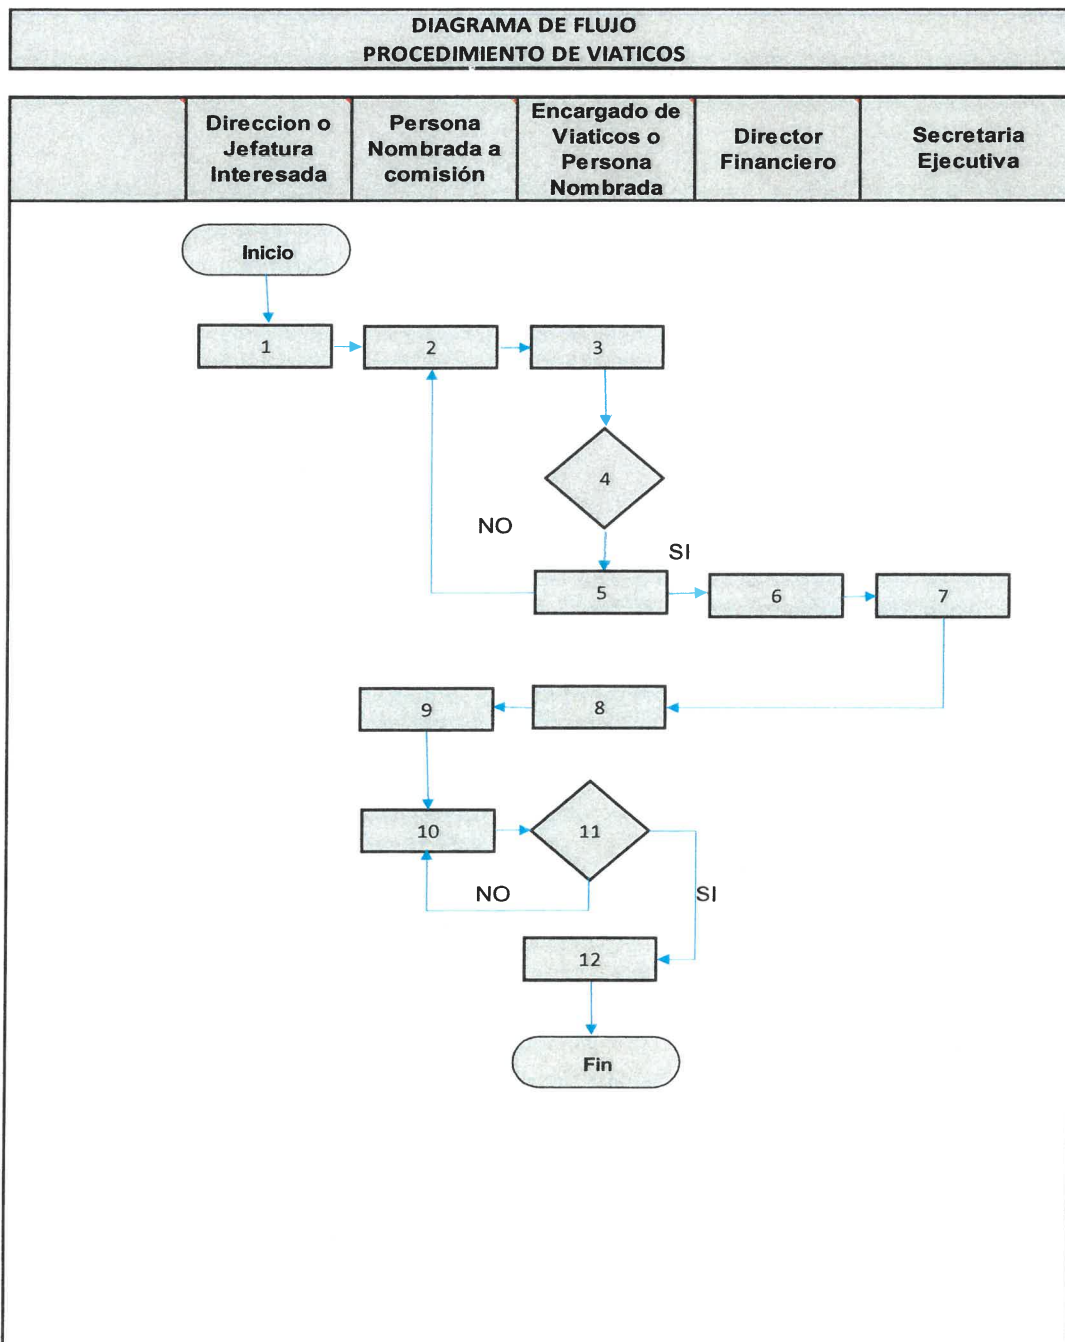 DIAGRAMA DE FLUJO
PROCEDIMIENTO DE VIATICOS
Direccion o
Jefatura
Interesada
Persona
Nombrada a
comisión
Encargado de
Viaticos o
Persona
Nombrada
Director
Financiero
Secretaria
Ejecutiva
Inicio
1
2
3
4
NO
SI
5
6
7
9
8
10
11
NO
SI
12
Fin